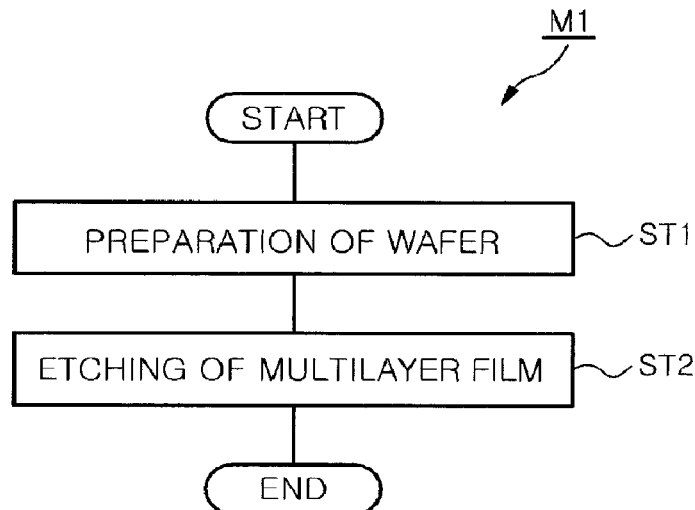 M1
START
PREPARATION OF WAFER
ST1
ETCHING OF MULTILAYER FILM
ST2
END